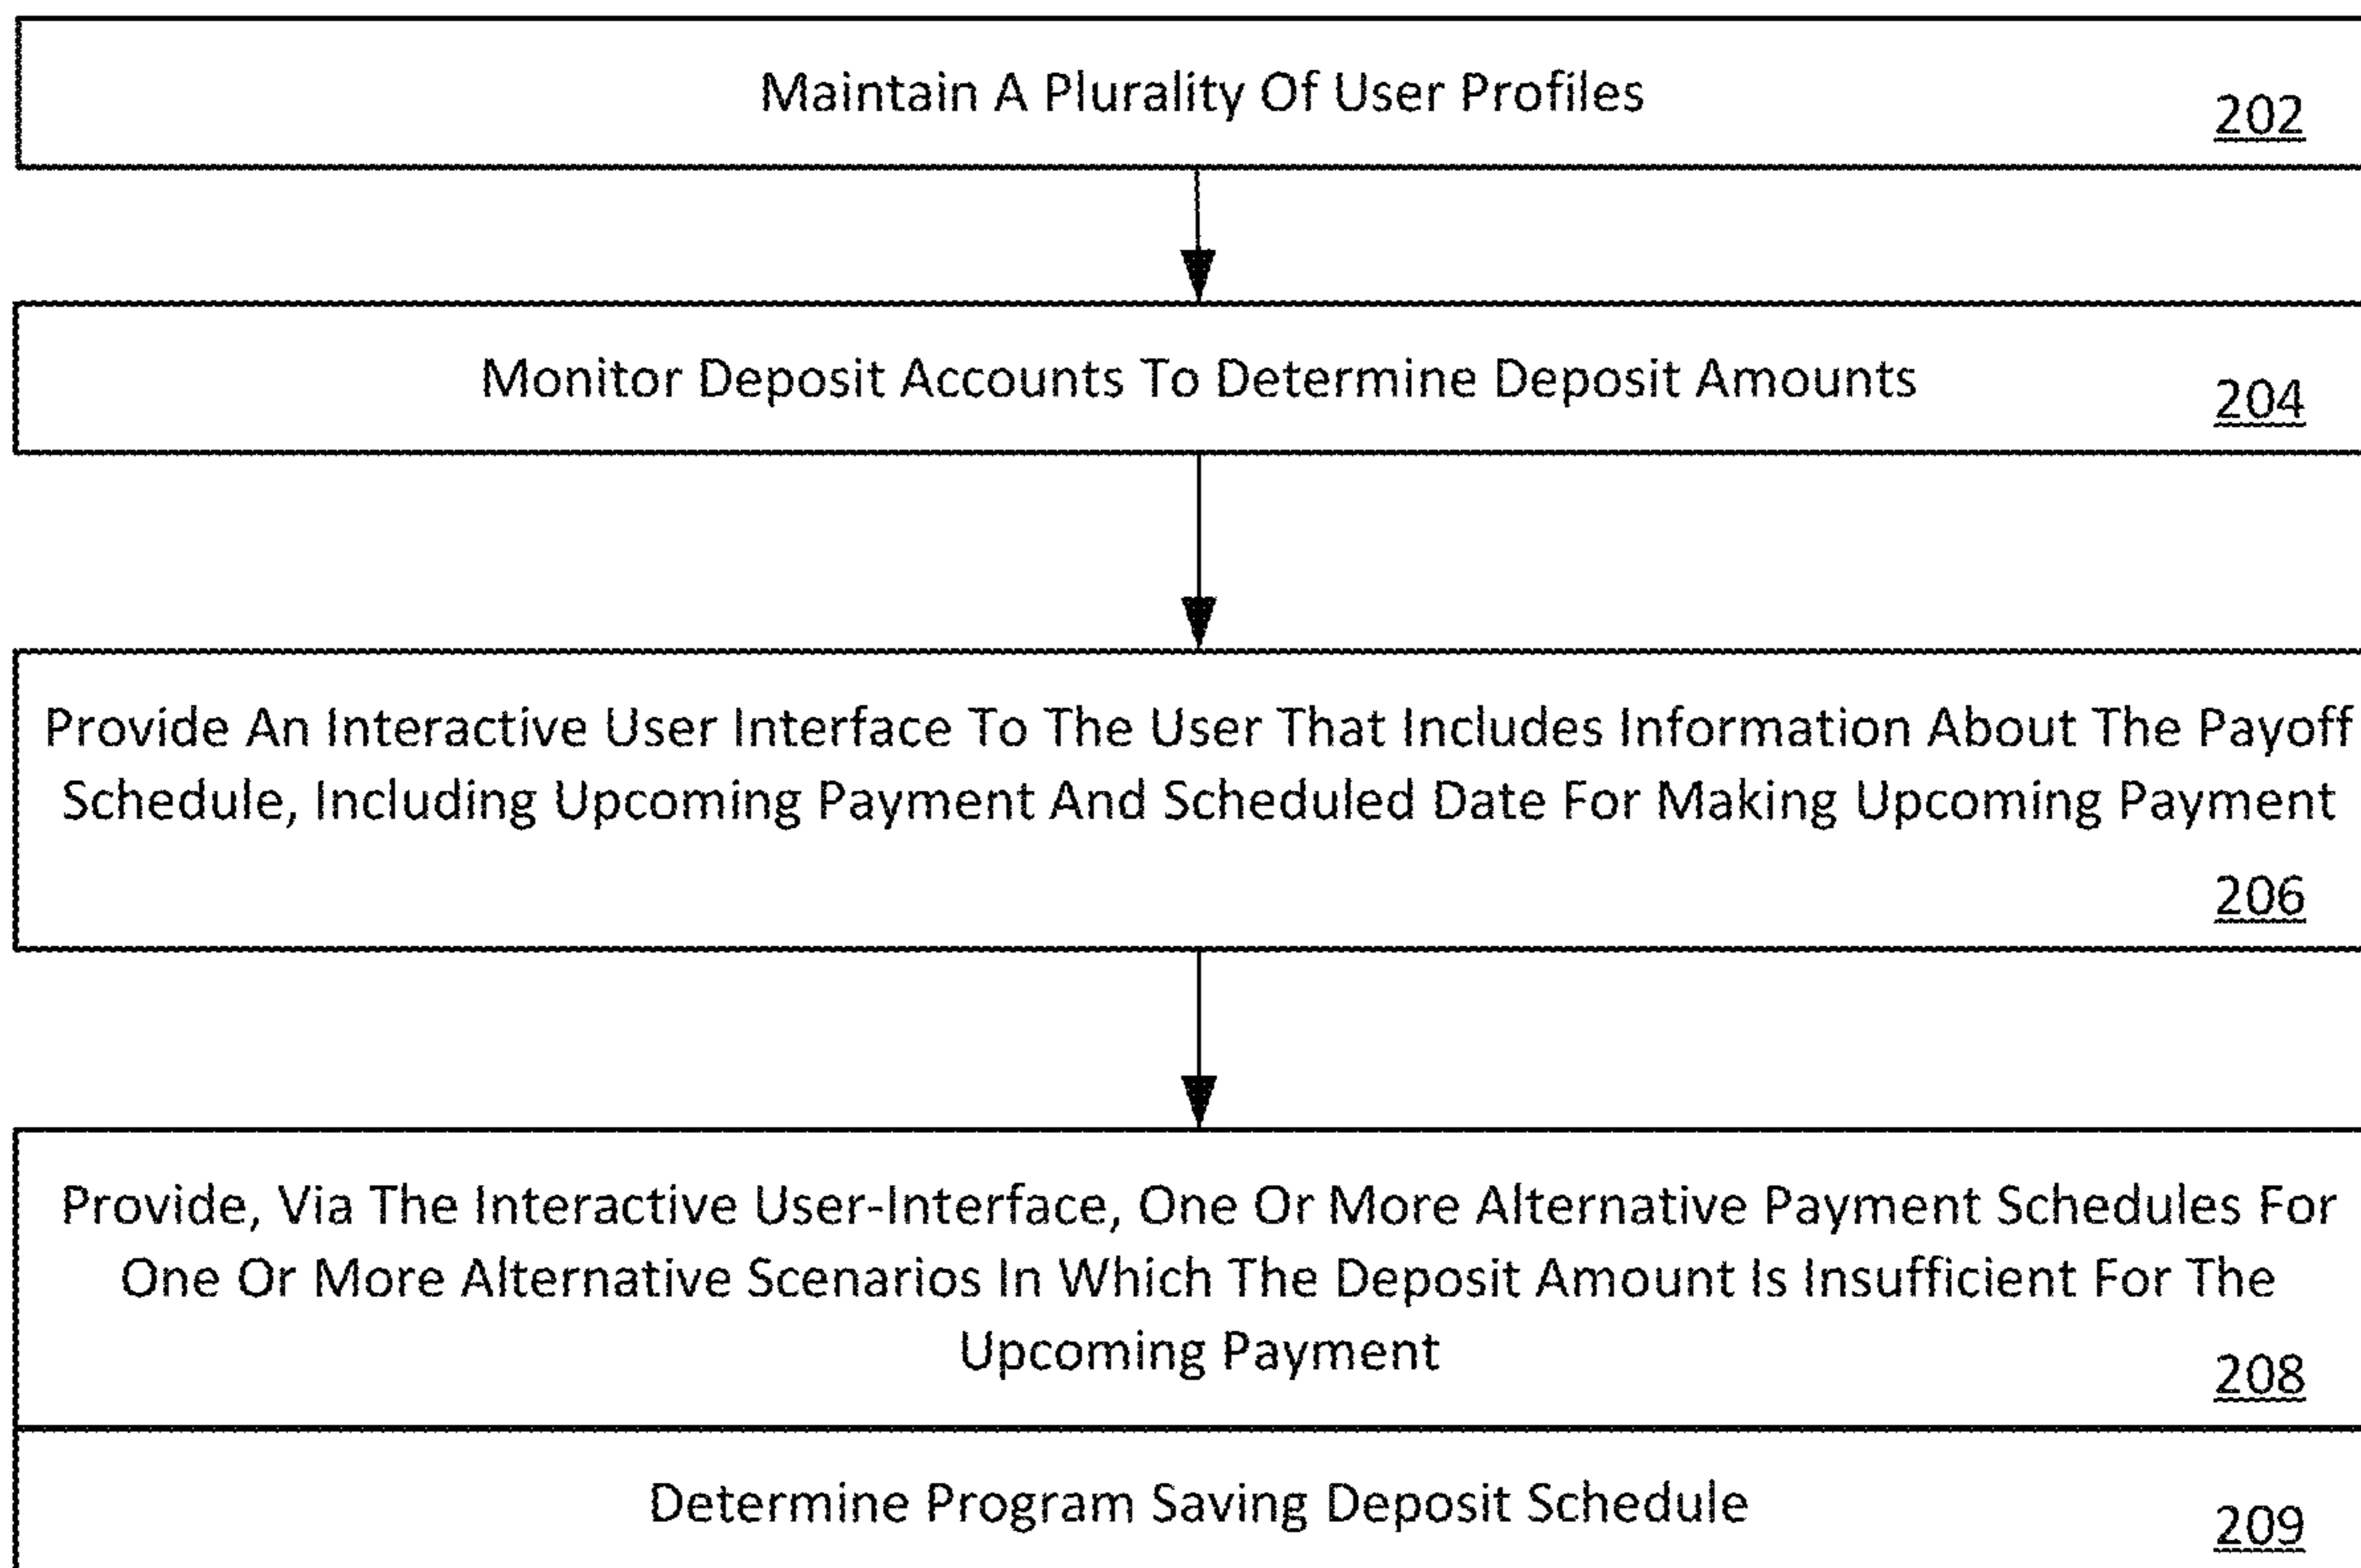 Maintain A Plurality Of User Profiles
202
Monitor Deposit Accounts To Determine Deposit Amounts
204
Provide An Interactive User Interface To The User That Includes Information About The Payoff
Schedule, Including Upcoming Payment And Scheduled Date For Making Upcoming Payment
206
Provide, Via The Interactive User-Interface, One Or More Alternative Payment Schedules For
One Or More Alternative Scenarios In Which The Deposit Amount Is Insufficient For The
Upcoming Payment
208
Determine Program Saving Deposit Schedule
209